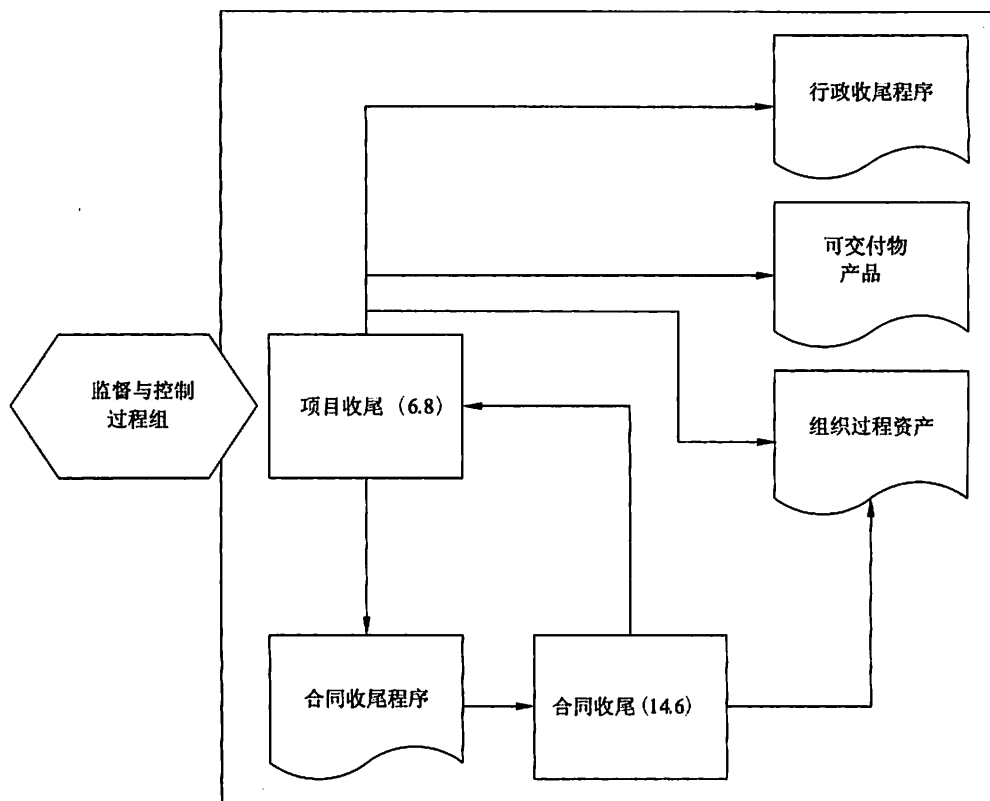 行政收尾程序
可交付物
产品
监督与控制
过程组
项目收尾（6.8）
组织过程资产
合同收尾程序
合同收尾(14.6)